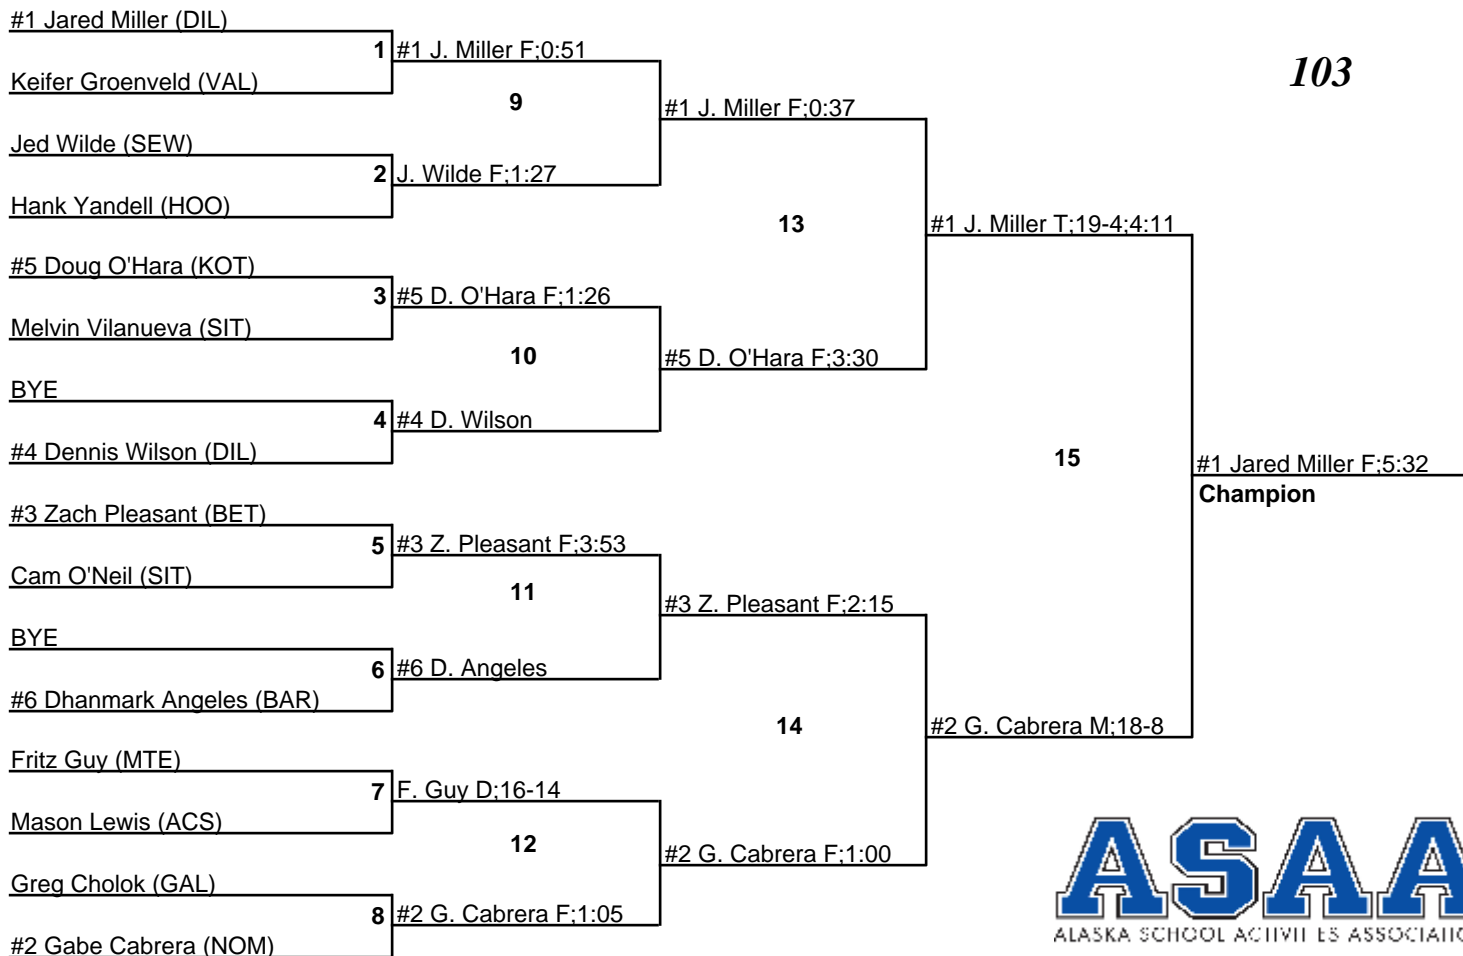 #1 Jared Miller (DIL)
1 #1 J. Miller F;0:51
103
Keifer Groenveld (VAL)
9
#1 J. Miller F;0:37
Jed Wilde (SEW)
2 J. Wilde F;1:27
Hank Yandell (HOO)
13
#1 J. Miller T;19-4;4:11
#5 Doug O'Hara (KOT)
3 #5 D. O'Hara F;1:26
Melvin Vilanueva (SIT)
10
#5 D. O'Hara F;3:30
BYE
4 #4 D. Wilson
#4 Dennis Wilson (DIL)
15
#1 Jared Miller F;5:32
Champion
#3 Zach Pleasant (BET)
5 #3 Z. Pleasant F;3:53
Cam O'Neil (SIT)
11
#3 Z. Pleasant F;2:15
BYE
6 #6 D. Angeles
#6 Dhanmark Angeles (BAR)
14
#2 G. Cabrera M;18-8
Fritz Guy (MTE)
7 F. Guy D;16-14
Mason Lewis (ACS)
12
#2 G. Cabrera F;1:00
Greg Cholok (GAL)
8 #2 G. Cabrera F;1:05
#2 Gabe Cabrera (NOM)
ASAA
ALASKA SCHOOL ACTIVITIES ASSOCIATIO